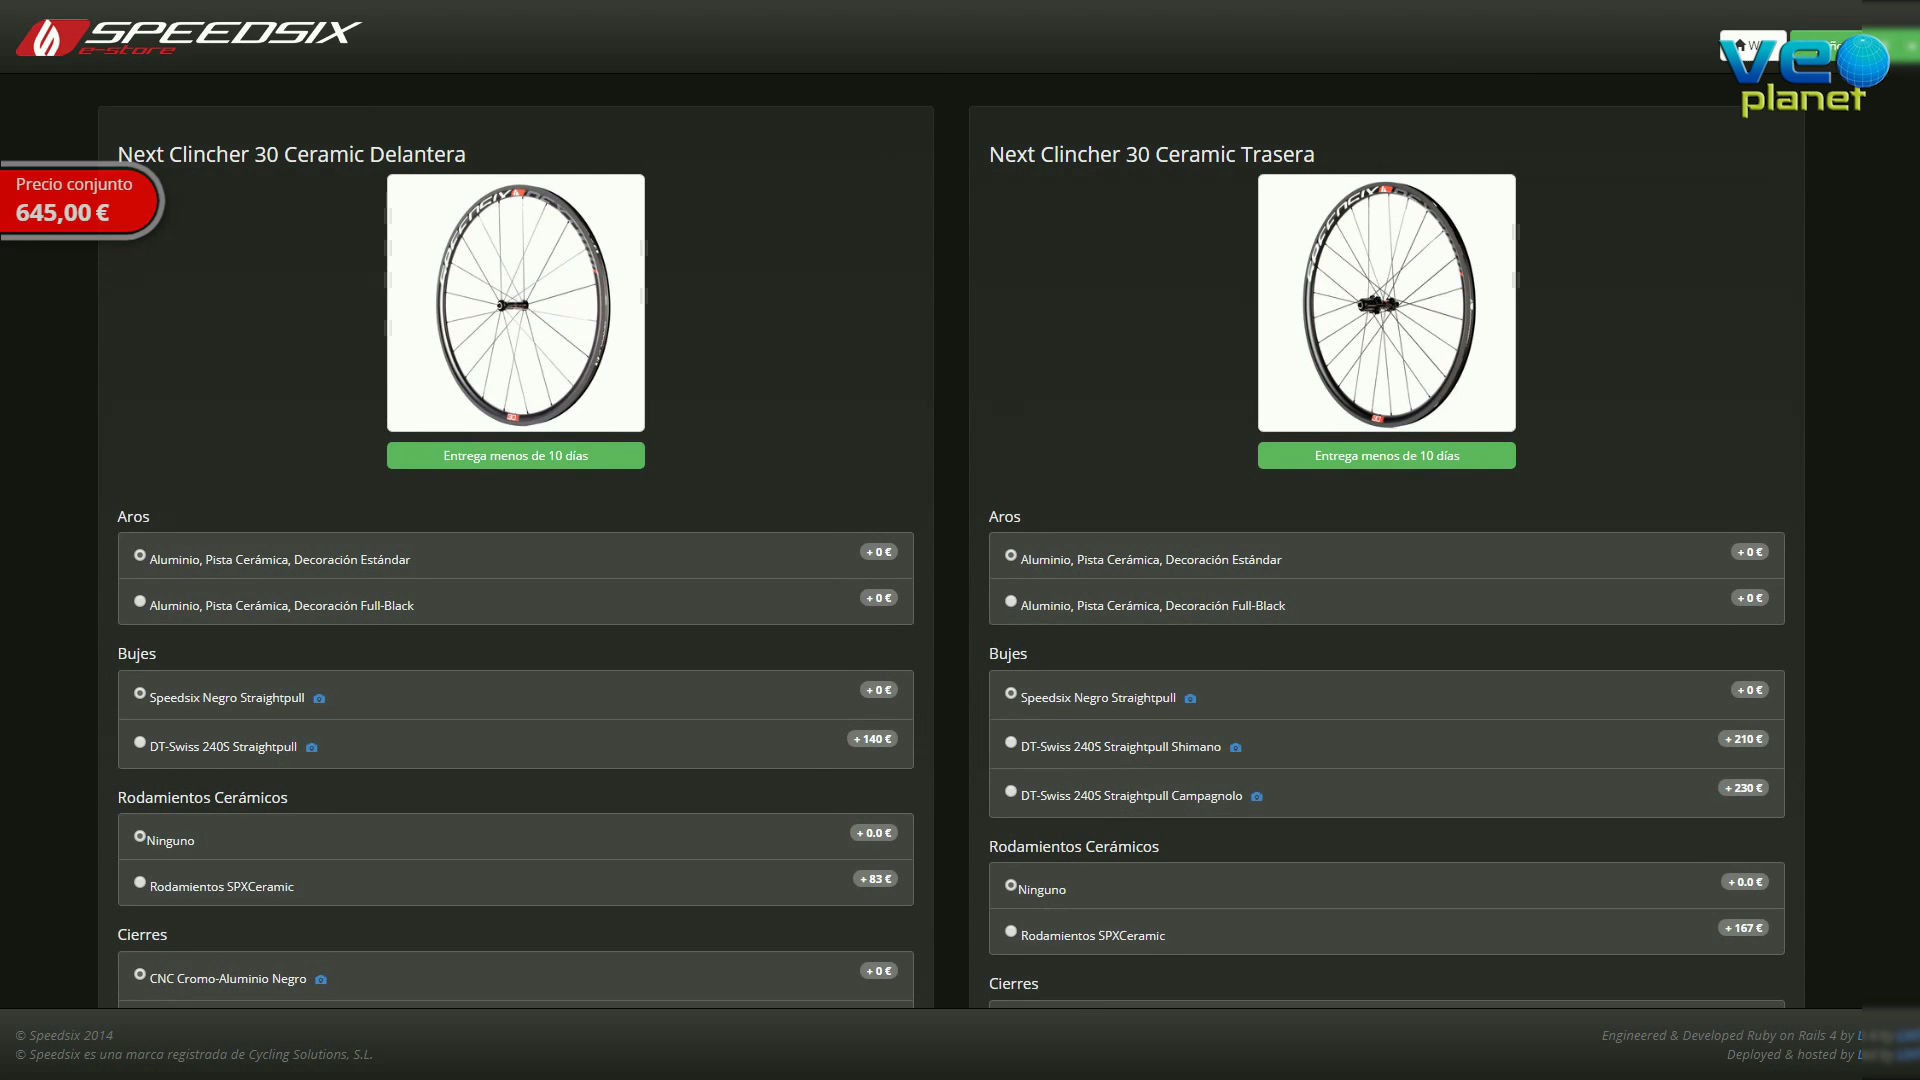 SPEEDSIX
e-store
veo
planet
Precio conjunto
645,00 €
Next Clincher 30 Ceramic Delantera
Entrega menos de 10 días
Aros
Aluminio, Pista Cerámica, Decoración Estándar
+ 0 €
Aluminio, Pista Cerámica, Decoración Full-Black
+ 0 €
Bujes
Speedsix Negro Straightpull
+ 0 €
DT-Swiss 240S Straightpull
+ 140 €
Rodamientos Cerámicos
Ninguno
+ 0.0 €
Rodamientos SPXCeramic
+ 83 €
Cierres
CNC Cromo-Aluminio Negro
+ 0 €
Next Clincher 30 Ceramic Trasera
Entrega menos de 10 días
Aros
Aluminio, Pista Cerámica, Decoración Estándar
+ 0 €
Aluminio, Pista Cerámica, Decoración Full-Black
+ 0 €
Bujes
Speedsix Negro Straightpull
+ 0 €
DT-Swiss 240S Straightpull Shimano
+ 210 €
DT-Swiss 240S Straightpull Campagnolo
+ 230 €
Rodamientos Cerámicos
Ninguno
+ 0.0 €
Rodamientos SPXCeramic
+ 167 €
Cierres
© Speedsix 2014
© Speedsix es una marca registrada de Cycling Solutions, S.L.
Engineered & Developed Ruby on Rails 4 by
Deployed & hosted by